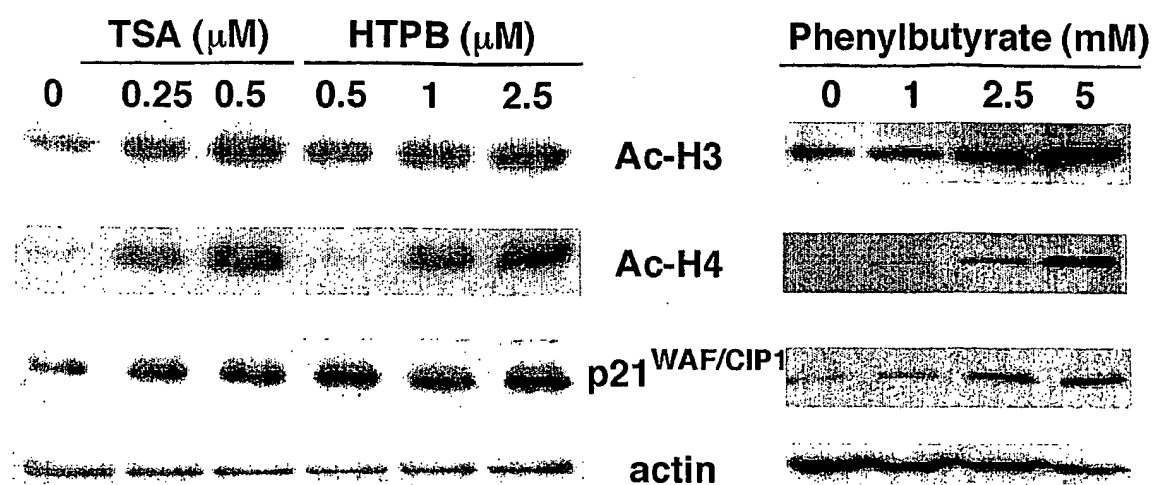 TSA (μM) HTPB (μM) Phenylbutyrate (mM)
0 0.25 0.5 0.5 1 2.5 0 1 2.5 5
Ac-H3
Ac-H4
p21WAF/CIP1
actin